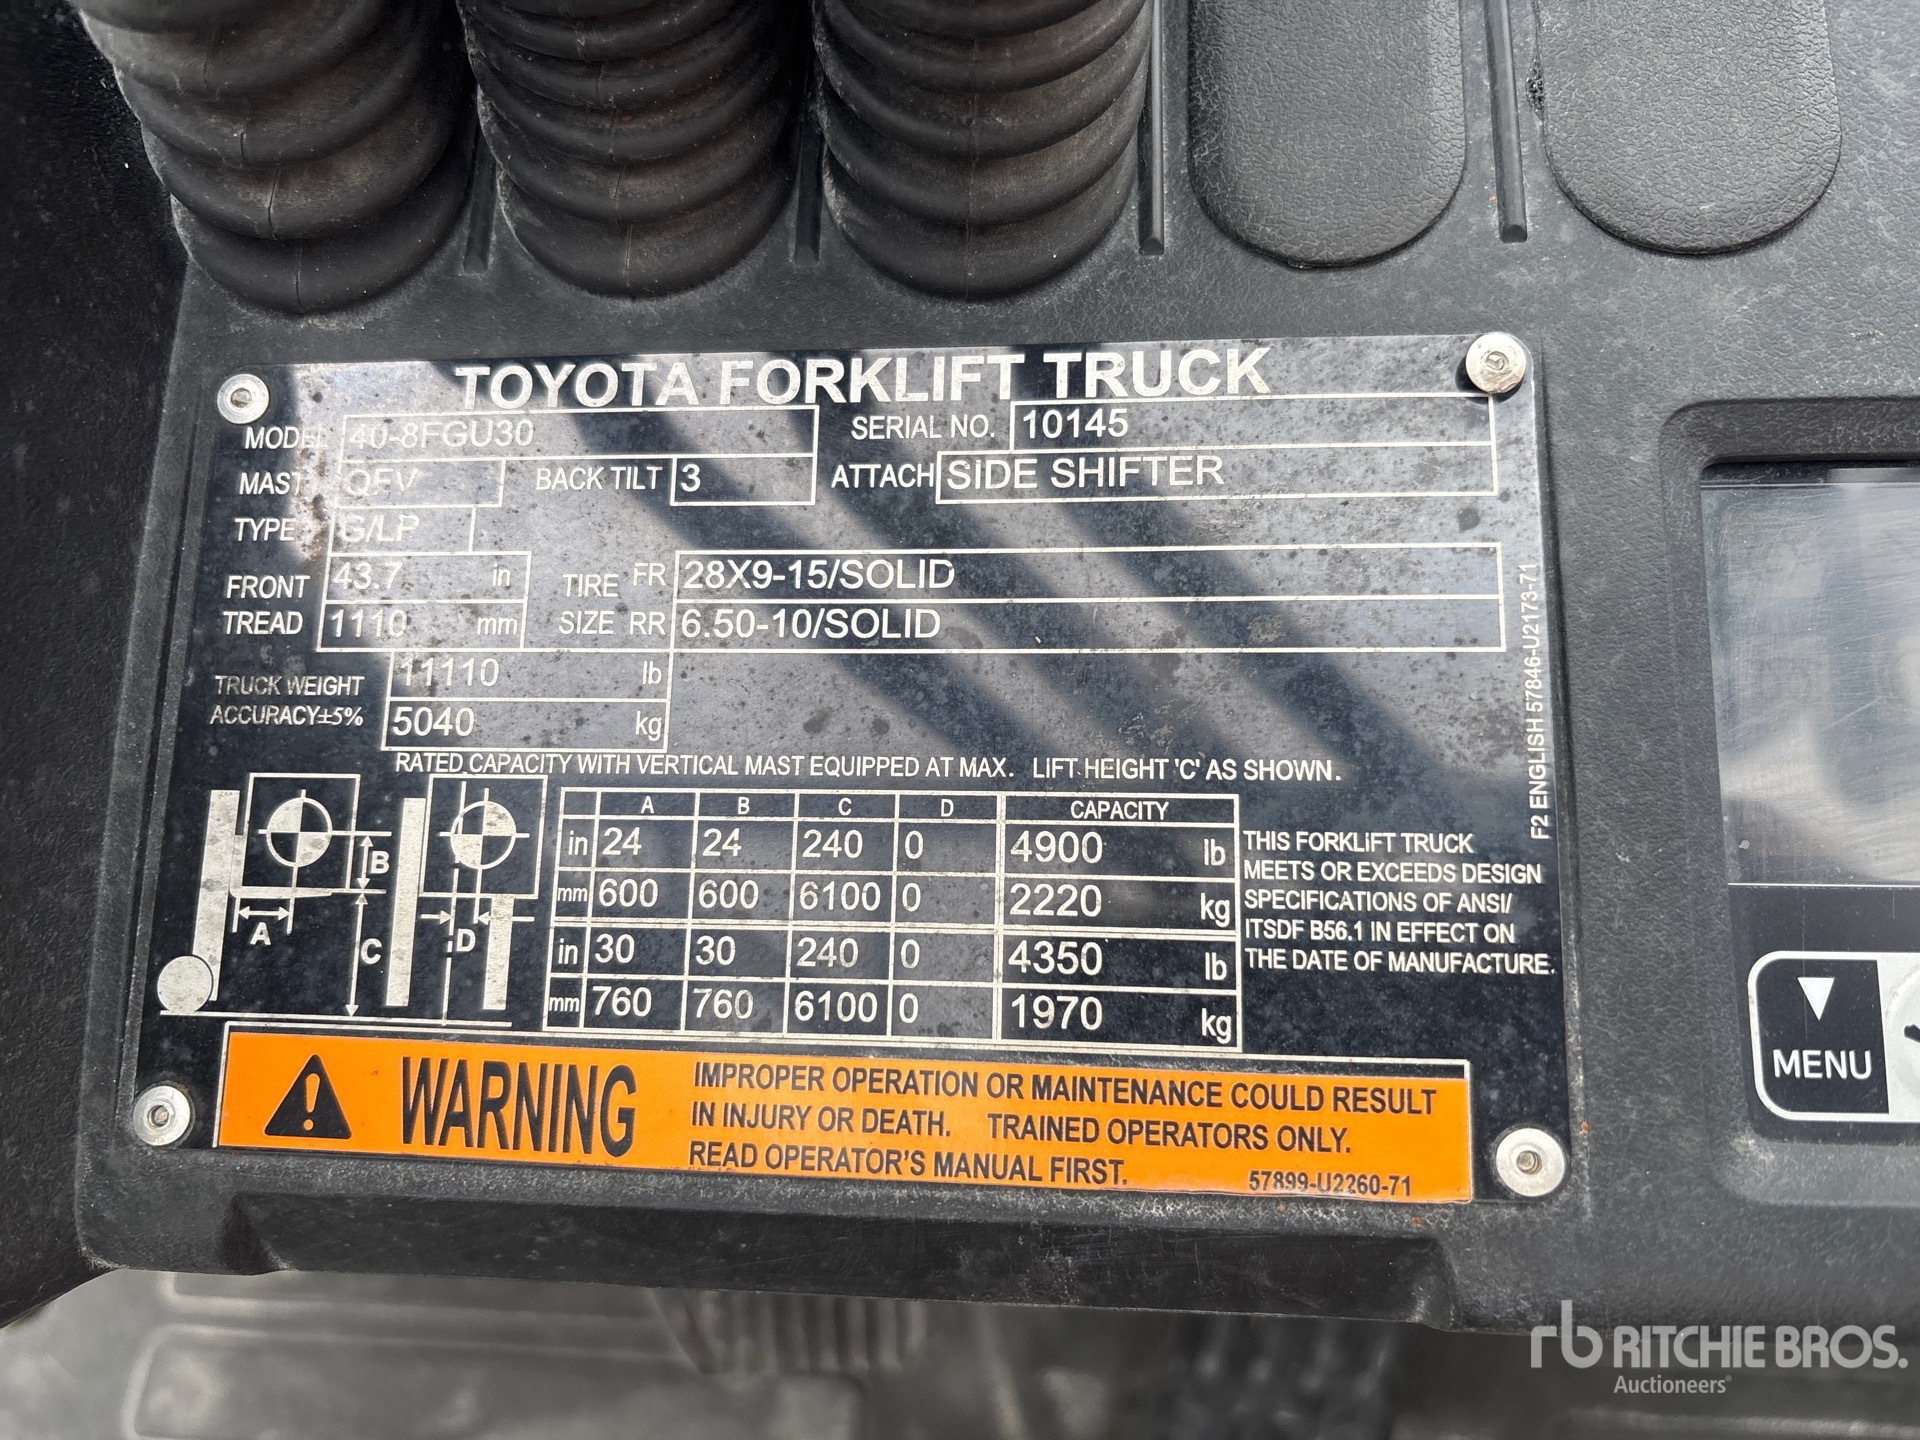 TOYOTA FORKLIFT TRUCK
MODEL 40-8FGU30 SERIAL NO. 10145
MAST QFV BACK TILT 3 ATTACH SIDE SHIFTER
TYPE G/LP
FRONT TREAD 43.7 in TIRE SIZE FR 28X9-15/SOLID
1110 mm RR 6.50-10/SOLID
TRUCK WEIGHT 11110 lb
ACCURACY±5% 5040 kg
RATED CAPACITY WITH VERTICAL MAST EQUIPPED AT MAX. LIFT HEIGHT 'C' AS SHOWN.
A B C D CAPACITY
in 24 24 240 0 4900 lb
mm 600 600 6100 0 2220 kg
in 30 30 240 0 4350 lb
mm 760 760 6100 0 1970 kg
B
A
C
D
THIS FORKLIFT TRUCK
MEETS OR EXCEEDS DESIGN
SPECIFICATIONS OF ANSI/
ITSDF B56.1 IN EFFECT ON
THE DATE OF MANUFACTURE.
F2 ENGLISH 57846-U2173-71
WARNING
IMPROPER OPERATION OR MAINTENANCE COULD RESULT
IN INJURY OR DEATH. TRAINED OPERATORS ONLY.
READ OPERATOR'S MANUAL FIRST. 57899-U2260-71
MENU
rb RITCHIE BROS.
Auctioneers